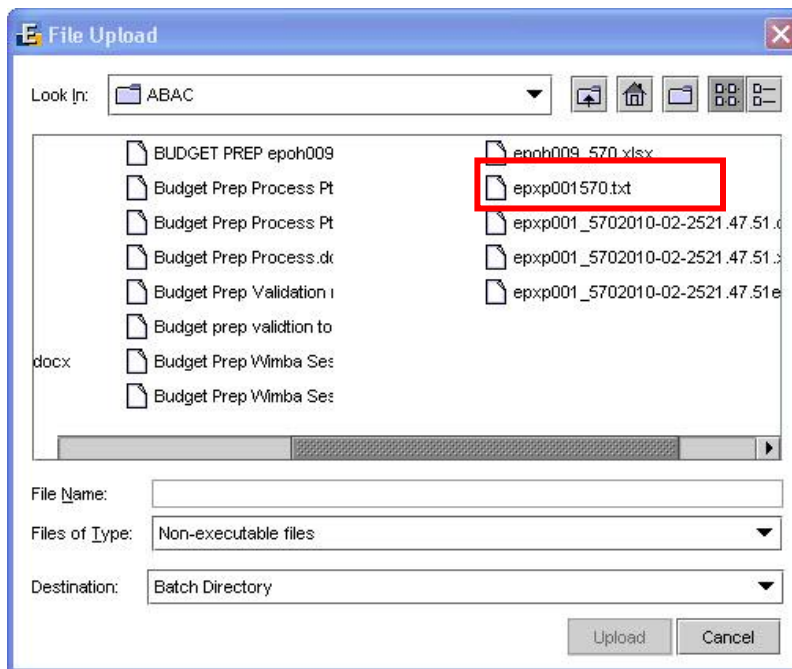 File Upload
Look In: ABAC
BUDGET PREP epoh009
Budget Prep Process Pt
Budget Prep Process Pt
Budget Prep Process.do
Budget Prep Validation
Budget prep validtion to
docx Budget Prep Wimba Ses
Budget Prep Wimba Ses
epoh009_570.xlsx
epxp001570.txt
epxp001_5702010-02-2521.47.51.
epxp001_5702010-02-2521.47.51.
epxp001_5702010-02-2521.47.51e
File Name:
Files of Type: Non-executable files
Destination: Batch Directory
Upload Cancel